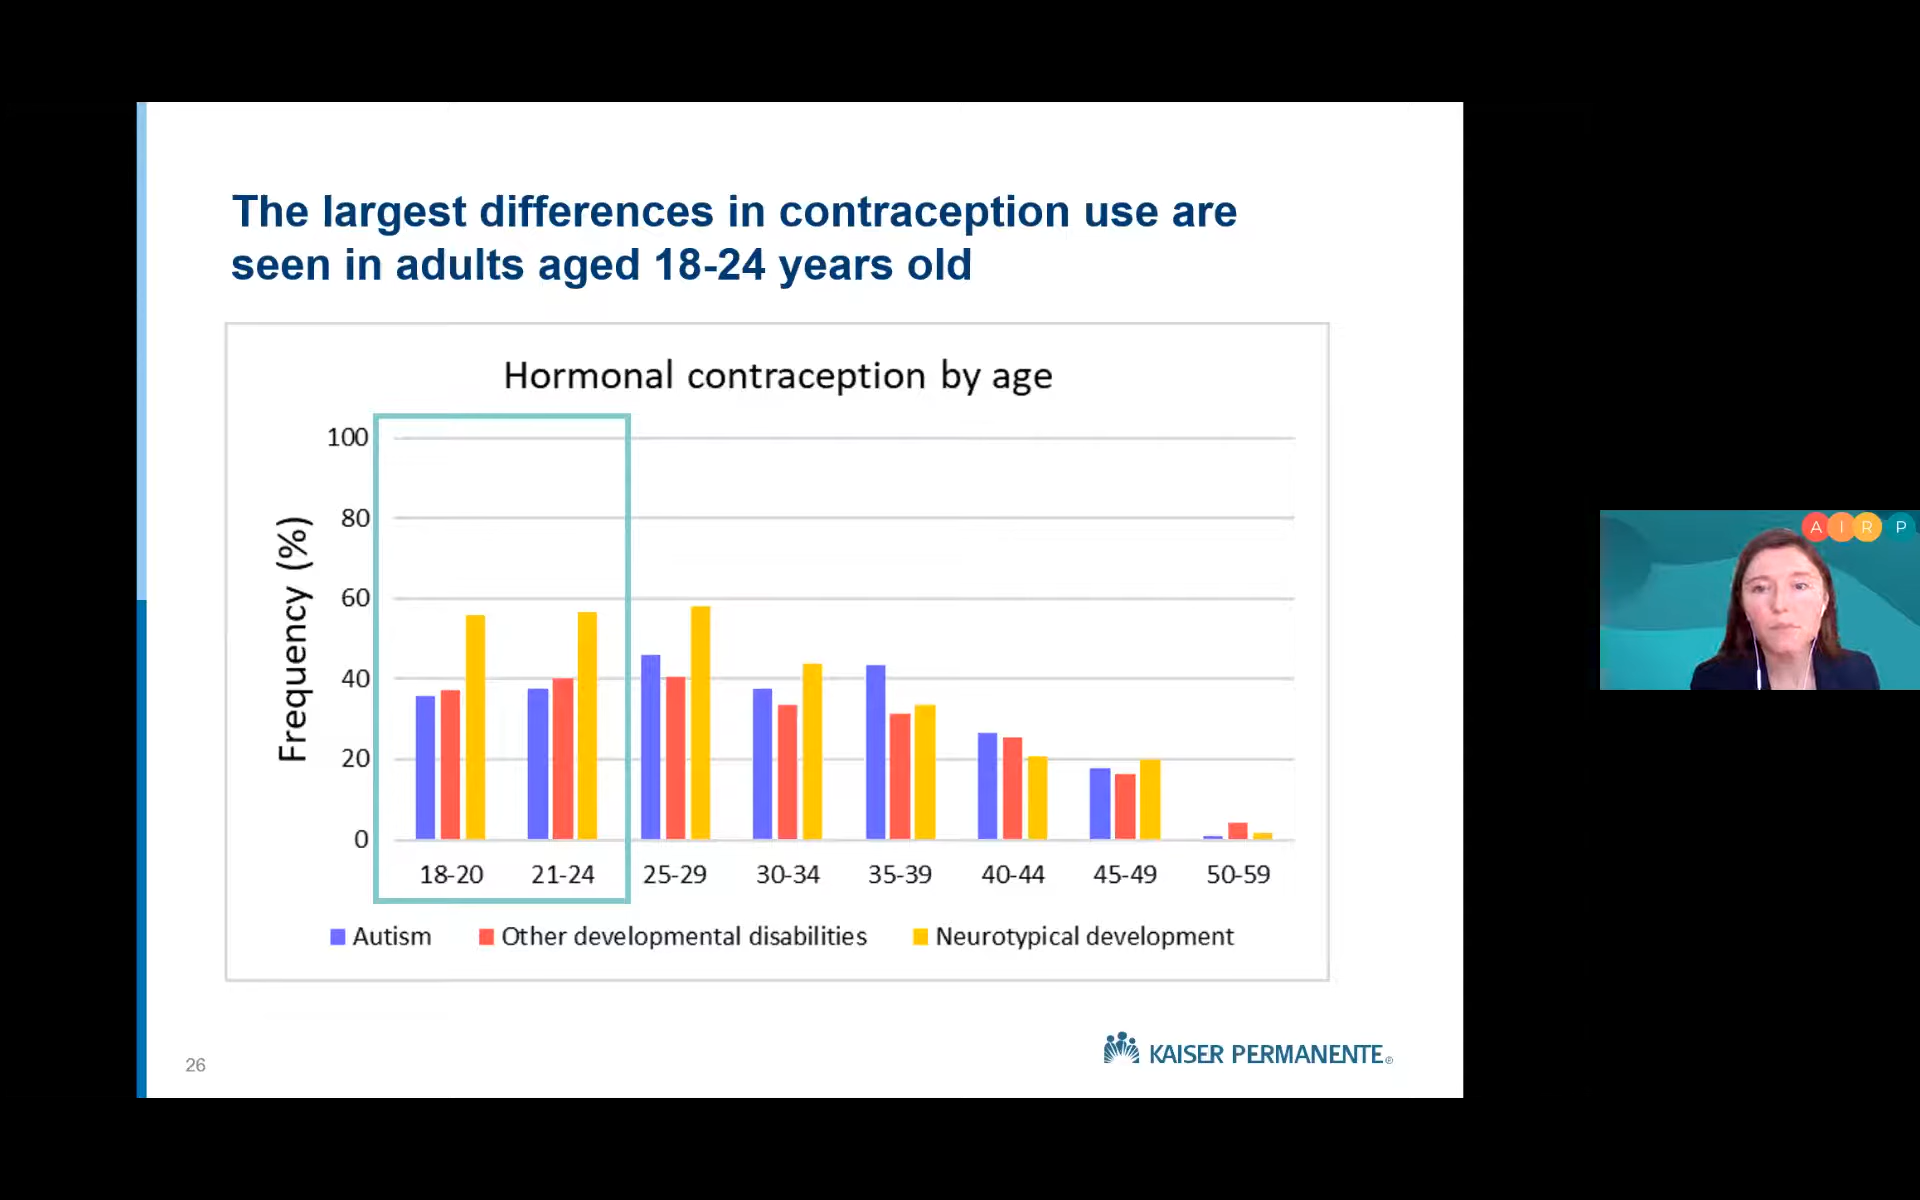 The largest differences in contraception use are
seen in adults aged 18-24 years old
Hormonal contraception by age
Frequency (%)
100
80
60
40
20
0
18-20 21-24 25-29 30-34 35-39 40-44 45-49 50-59
Autism Other developmental disabilities Neurotypical development
26
KAISER PERMANENTE®
A I R P